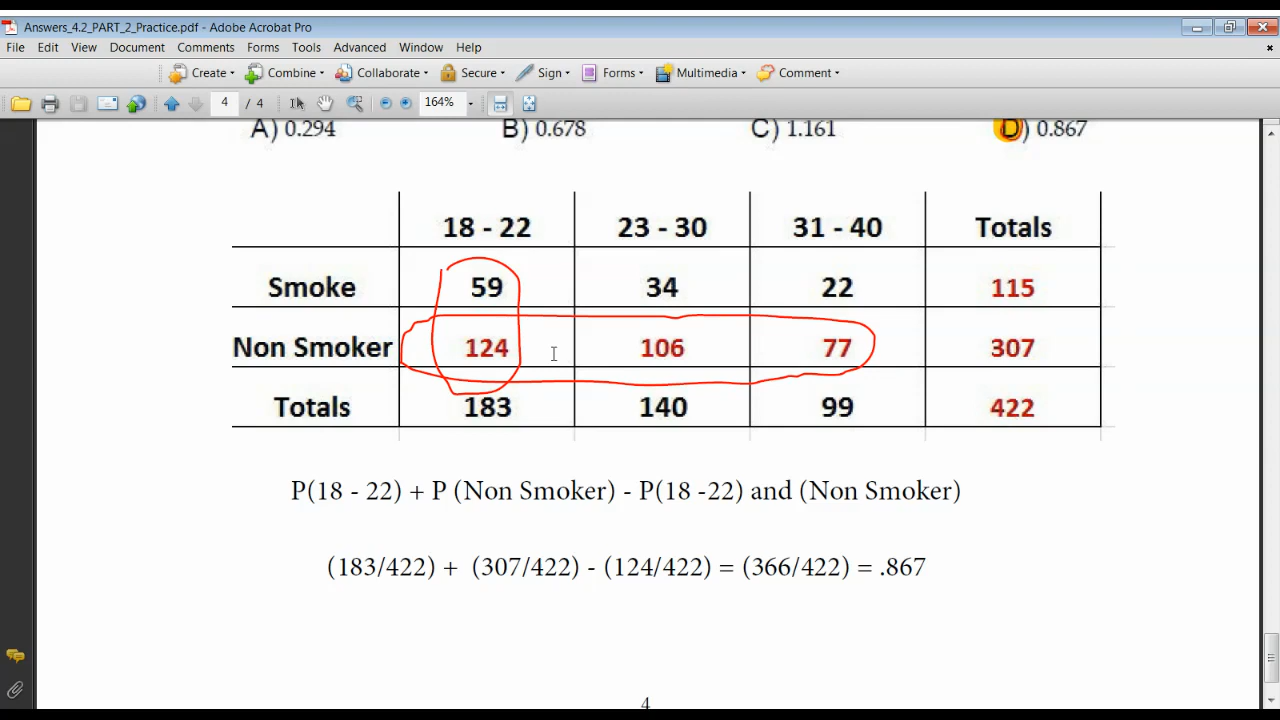 Answers_4.2_PART_2_Practice.pdf - Adobe Acrobat Pro
File Edit View Document Comments Forms Tools Advanced Window Help
Create Combine Collaborate Secure Sign Forms Multimedia Comment
4 / 4 164%
A) 0.294 B) 0.678 C) 1.161 D) 0.867
18 - 22 23 - 30 31 - 40 Totals
Smoke 59 34 22 115
Non Smoker 124 106 77 307
Totals 183 140 99 422
P(18 - 22) + P (Non Smoker) - P(18 -22) and (Non Smoker)
(183/422) + (307/422) - (124/422) = (366/422) = .867
4